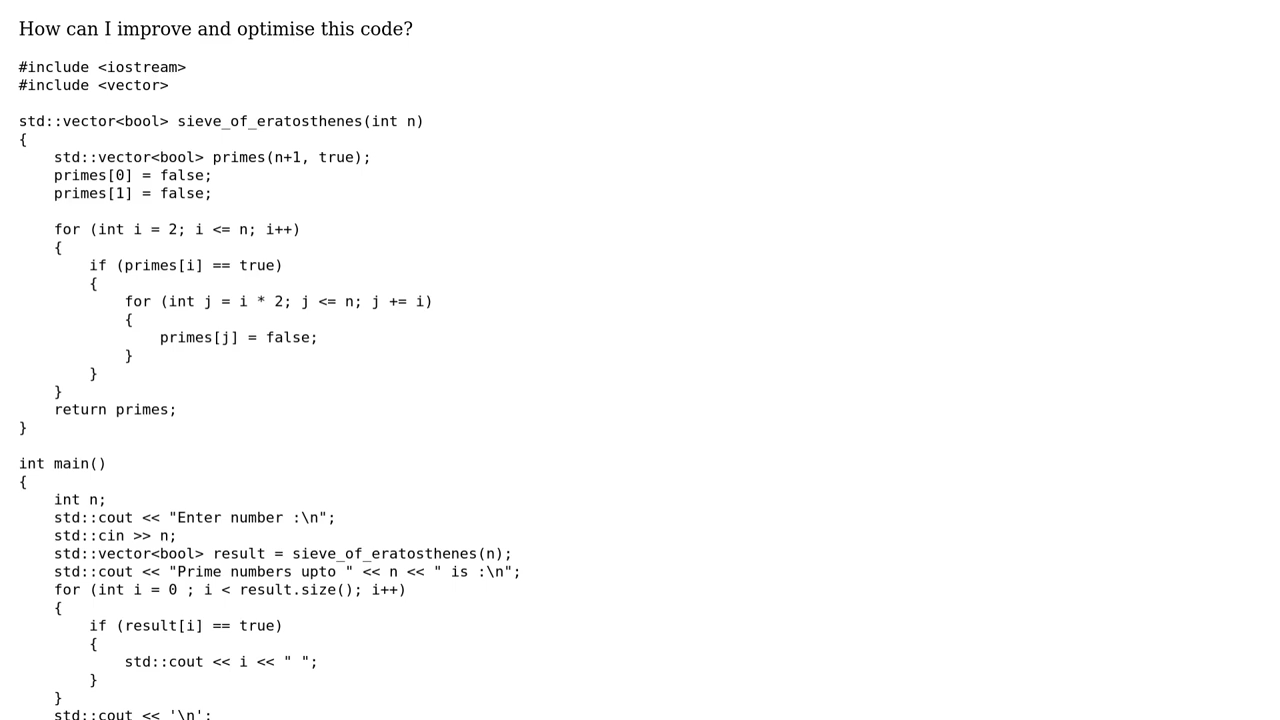 How can I improve and optimise this code?
#include <iostream>
#include <vector>
std::vector<bool> sieve_of_eratosthenes(int n)
{
    std::vector<bool> primes(n+1, true);
    primes[0] = false;
    primes[1] = false;
    for (int i = 2; i <= n; i++)
    {
        if (primes[i] == true)
        {
            for (int j = i * 2; j <= n; j += i)
            {
                primes[j] = false;
            }
        }
    }
    return primes;
}
int main()
{
    int n;
    std::cout << "Enter number :\n";
    std::cin >> n;
    std::vector<bool> result = sieve_of_eratosthenes(n);
    std::cout << "Prime numbers upto " << n << " is :\n";
    for (int i = 0 ; i < result.size(); i++)
    {
        if (result[i] == true)
        {
            std::cout << i << " ";
        }
    }
    std::cout << '\n';